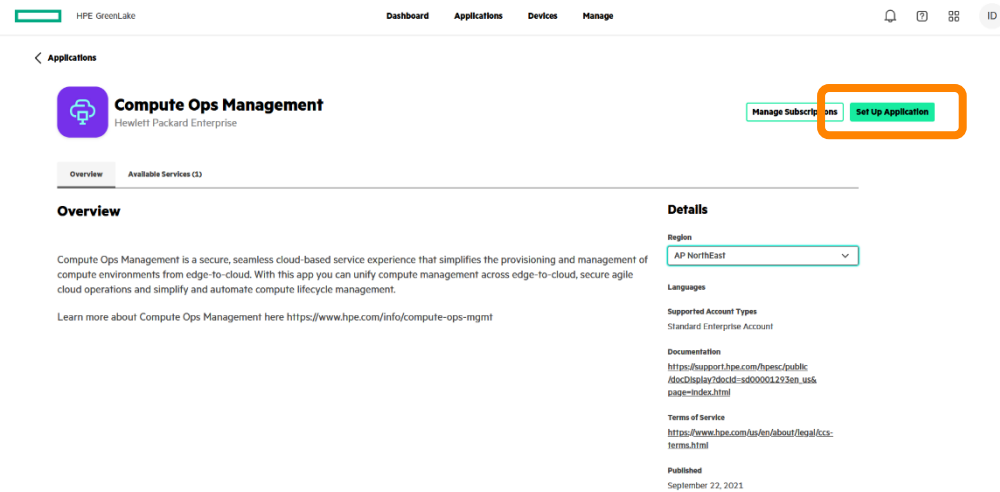 HPE GreenLake
Dashboard
Applications
Devices
Manage
ID
Applications
Compute Ops Management
Hewlett Packard Enterprise
Manage Subscriptions
Set Up Application
Overview
Available Services (1)
Overview
Compute Ops Management is a secure, seamless cloud-based service experience that simplifies the provisioning and management of
compute environments from edge-to-cloud. With this app you can unify compute management across edge-to-cloud, secure agile
cloud operations and simplify and automate compute lifecycle management.
Learn more about Compute Ops Management here https://www.hpe.com/info/compute-ops-mgmt
Details
Region
AP NorthEast
Languages
Supported Account Types
Standard Enterprise Account
Documentation
https://support.hpe.com/hpesc/public
/docDisplay?docId=sd00001293en_us&
page=index.html
Terms of Service
https://www.hpe.com/us/en/about/legal/ccs-
terms.html
Published
September 22, 2021